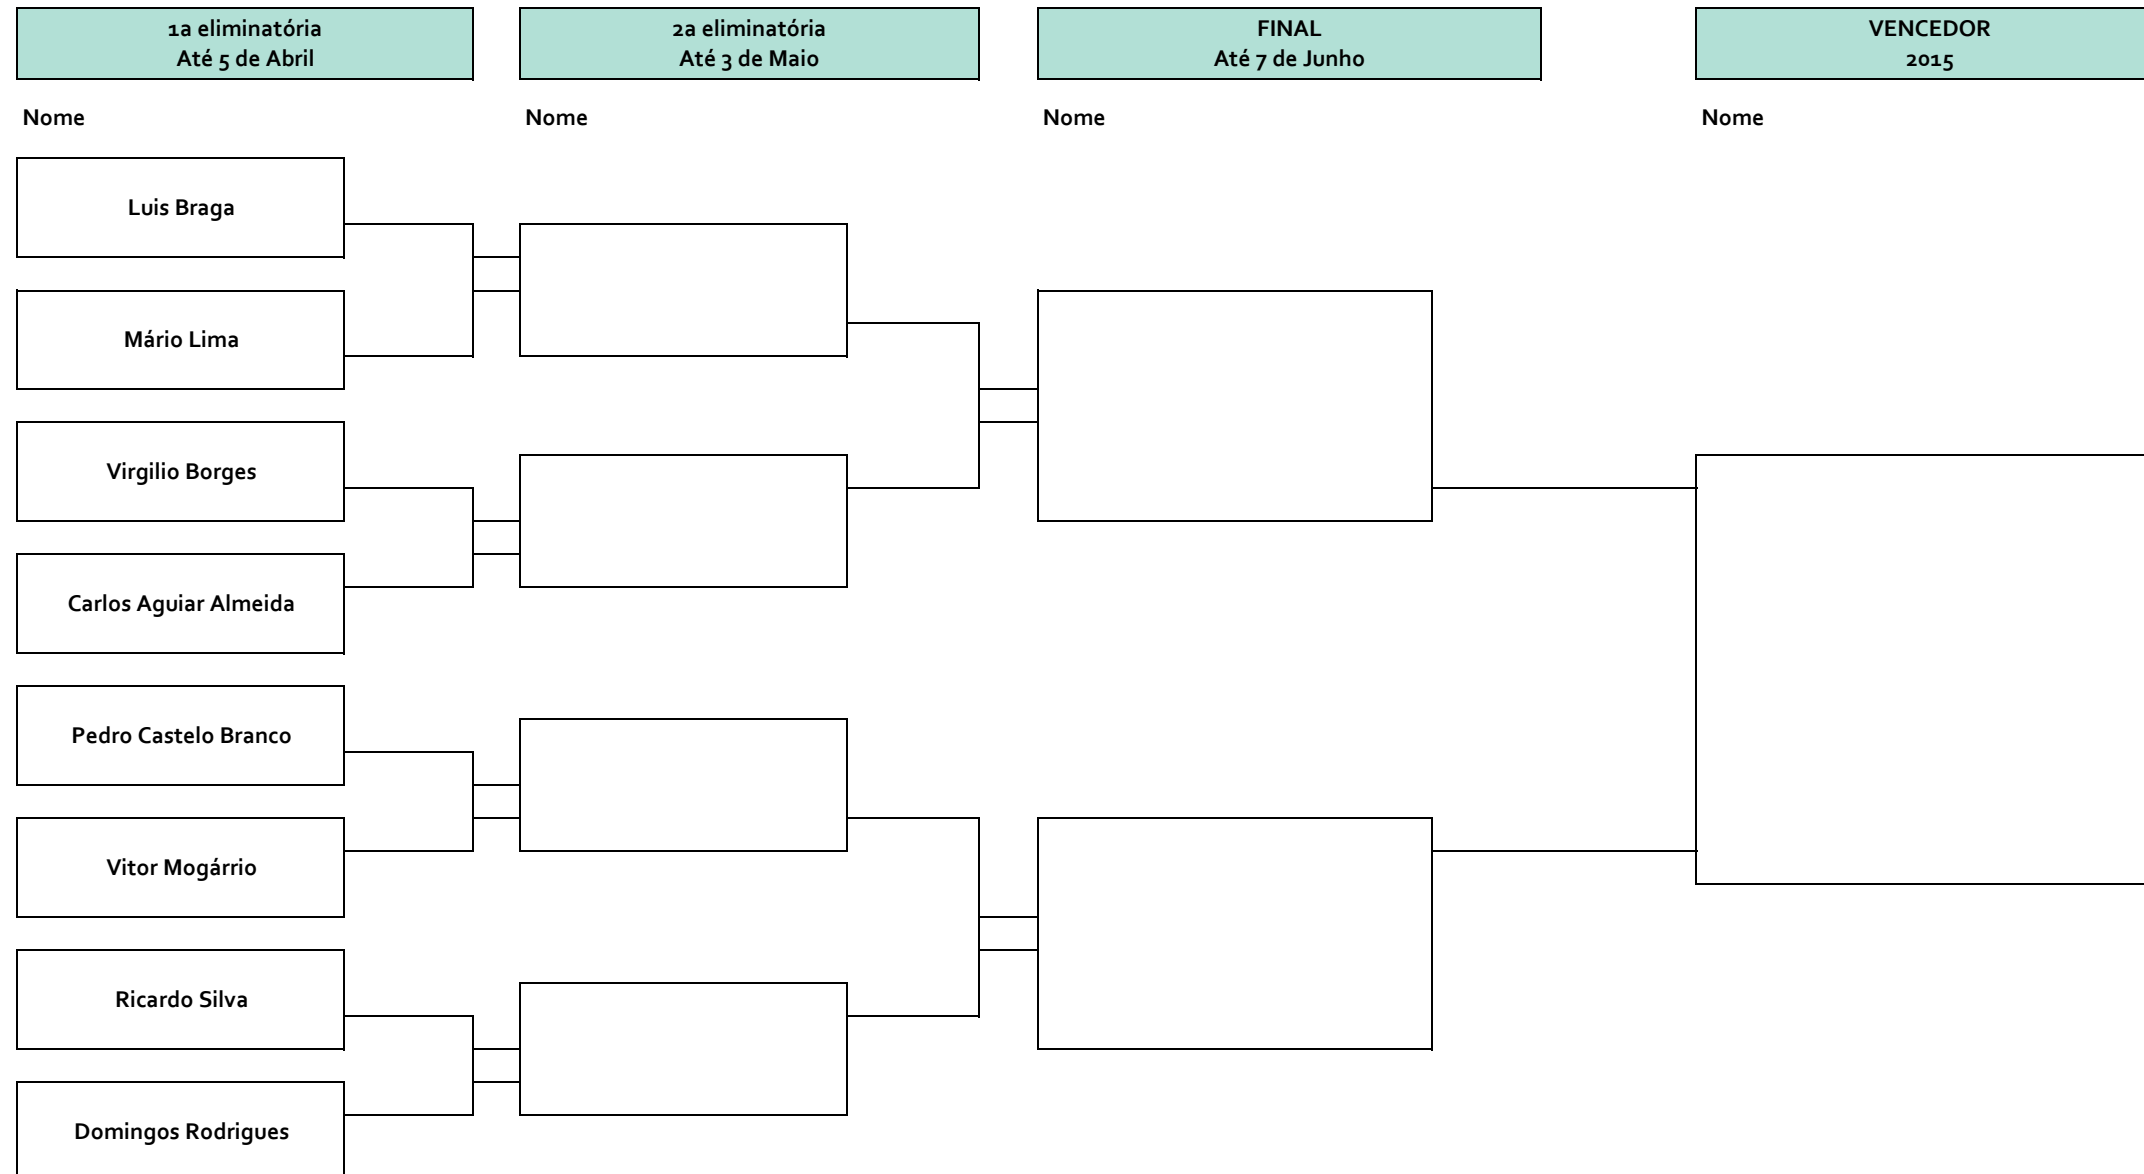 1a eliminatória
Até 5 de Abril
2a eliminatória
Até 3 de Maio
FINAL
Até 7 de Junho
VENCEDOR
2015
Nome
Nome
Nome
Nome
Luis Braga
Mário Lima
Virgilio Borges
Carlos Aguiar Almeida
Pedro Castelo Branco
Vitor Mogárrio
Ricardo Silva
Domingos Rodrigues